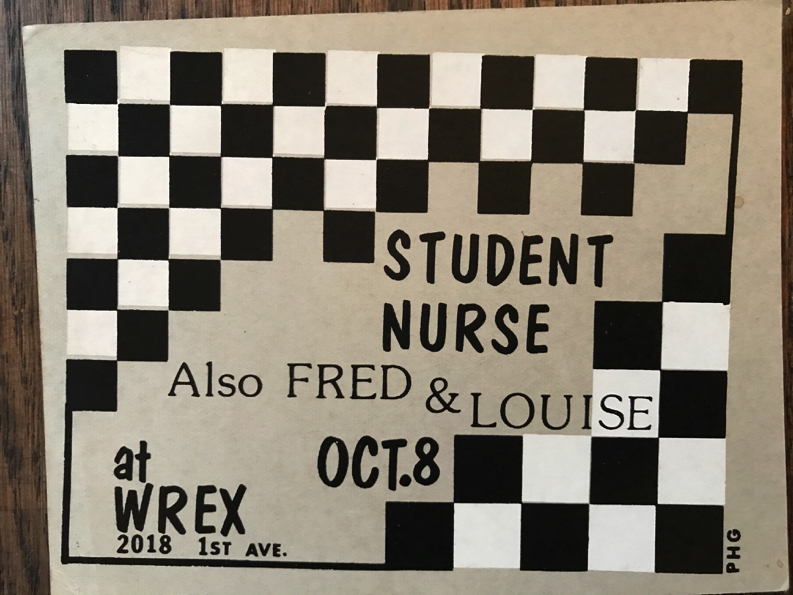 STUDENT
NURSE
Also FRED & LOUISE
at OCT.8
WREX
2018 1ST AVE.
PHG